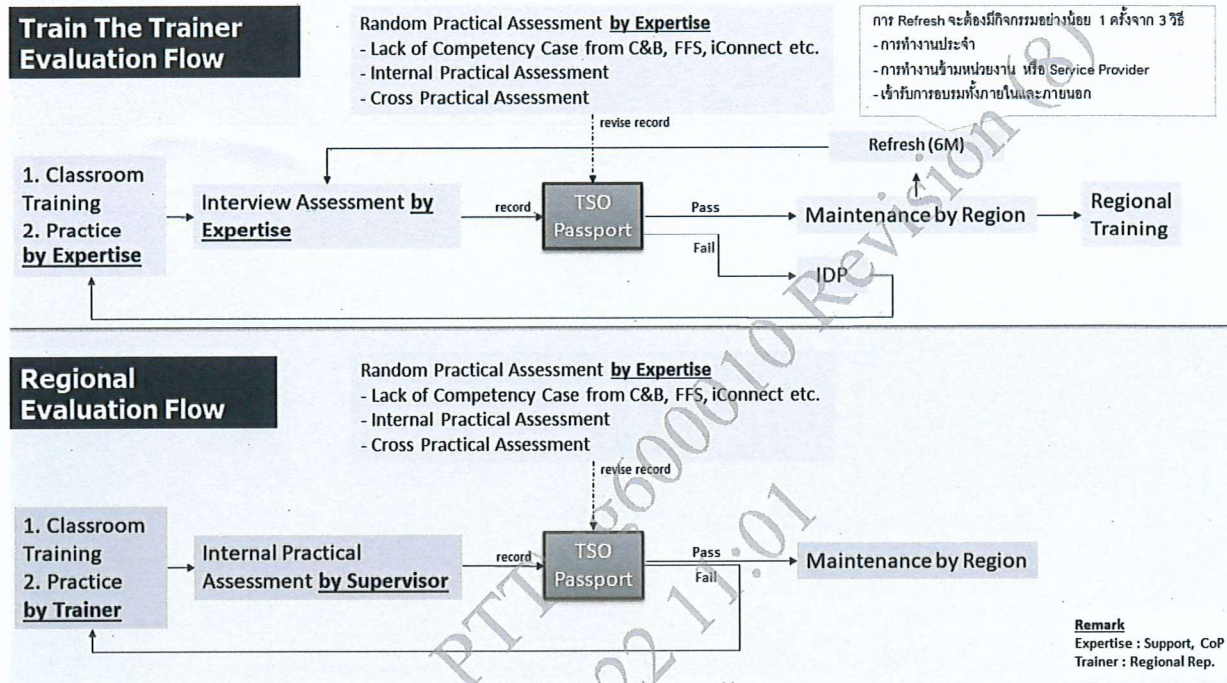 Train The Trainer
Evaluation Flow
Random Practical Assessment by Expertise
- Lack of Competency Case from C&B, FFS, iConnect etc.
- Internal Practical Assessment
- Cross Practical Assessment
การ Refresh จะต้องมีกิจกรรมอย่างน้อย 1 ครั้งจาก 3 วิธี
- การทำงานประจำ
- การทำงานข้ามหน่วยงาน หรือ Service Provider
- เข้ารับการอบรมทั้งภายในและภายนอก
revise record
Refresh (6M)
1. Classroom
Training
2. Practice
by Expertise
Interview Assessment by
Expertise
record
TSO
Passport
Pass
Fail
Maintenance by Region
Regional
Training
IDP
Regional
Evaluation Flow
Random Practical Assessment by Expertise
- Lack of Competency Case from C&B, FFS, iConnect etc.
- Internal Practical Assessment
- Cross Practical Assessment
revise record
1. Classroom
Training
2. Practice
by Trainer
Internal Practical
Assessment by Supervisor
record
TSO
Passport
Pass
Fail
Maintenance by Region
Remark
Expertise : Support, CoP
Trainer : Regional Rep.
g600010 Revision (8)
22 11:01